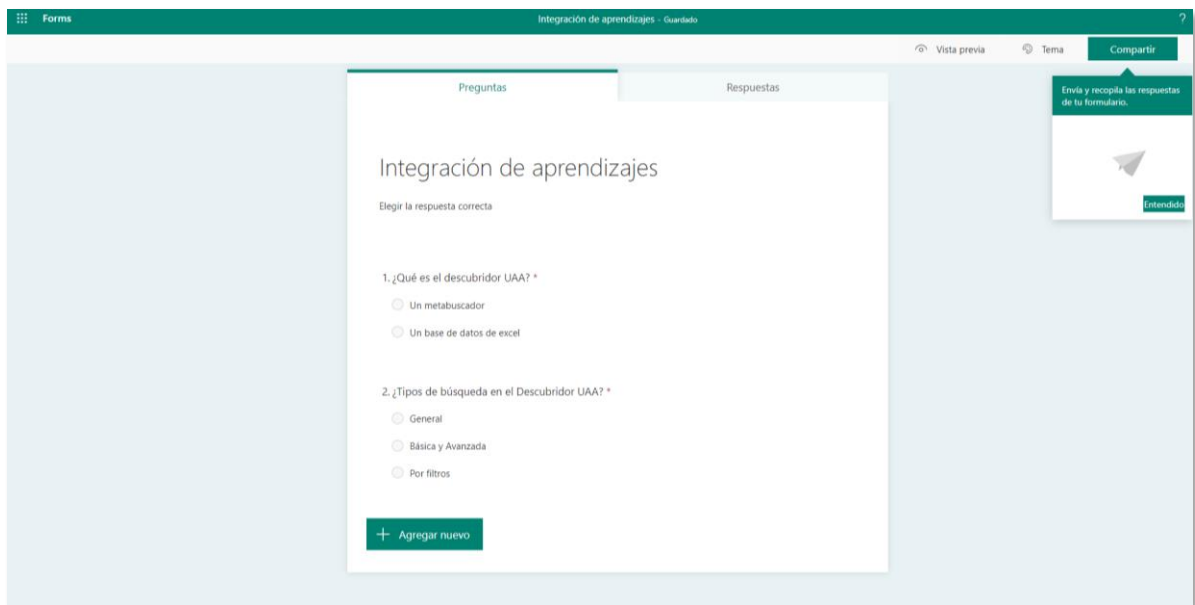 Forms
Integración de aprendizajes - Guardado
?
Vista previa
Tema
Compartir
Preguntas
Respuestas
Envía y recopila las respuestas
de tu formulario.
Entendido
Integración de aprendizajes
Elegir la respuesta correcta
1. ¿Qué es el descubridor UAA? *
Un metabuscador
Un base de datos de excel
2. ¿Tipos de búsqueda en el Descubridor UAA? *
General
Básica y Avanzada
Por filtros
+ Agregar nuevo